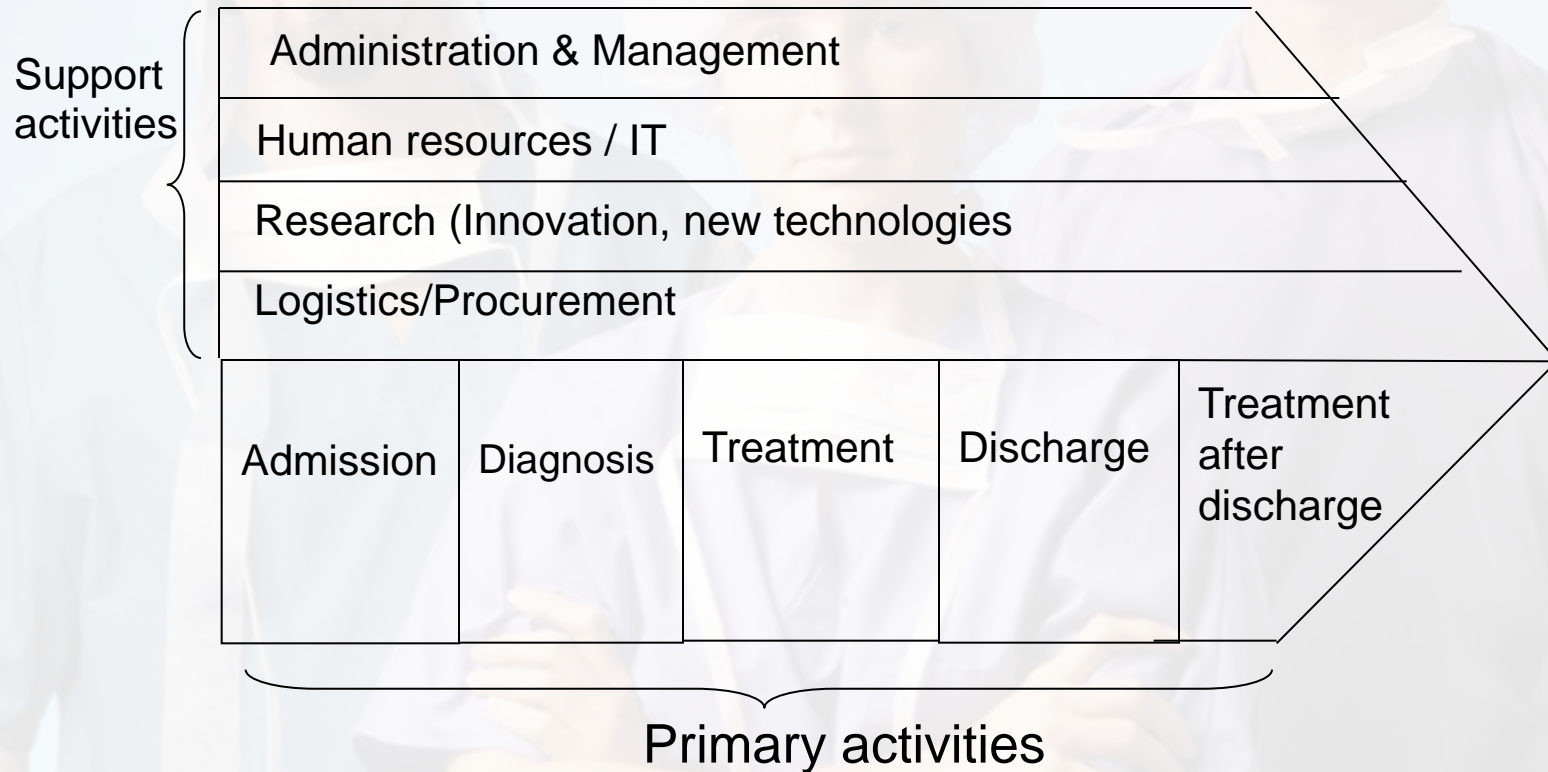 Support
activities
Administration & Management
Human resources / IT
Research (Innovation, new technologies
Logistics/Procurement
Admission
Diagnosis
Treatment
Discharge
Treatment
after
discharge
Primary activities